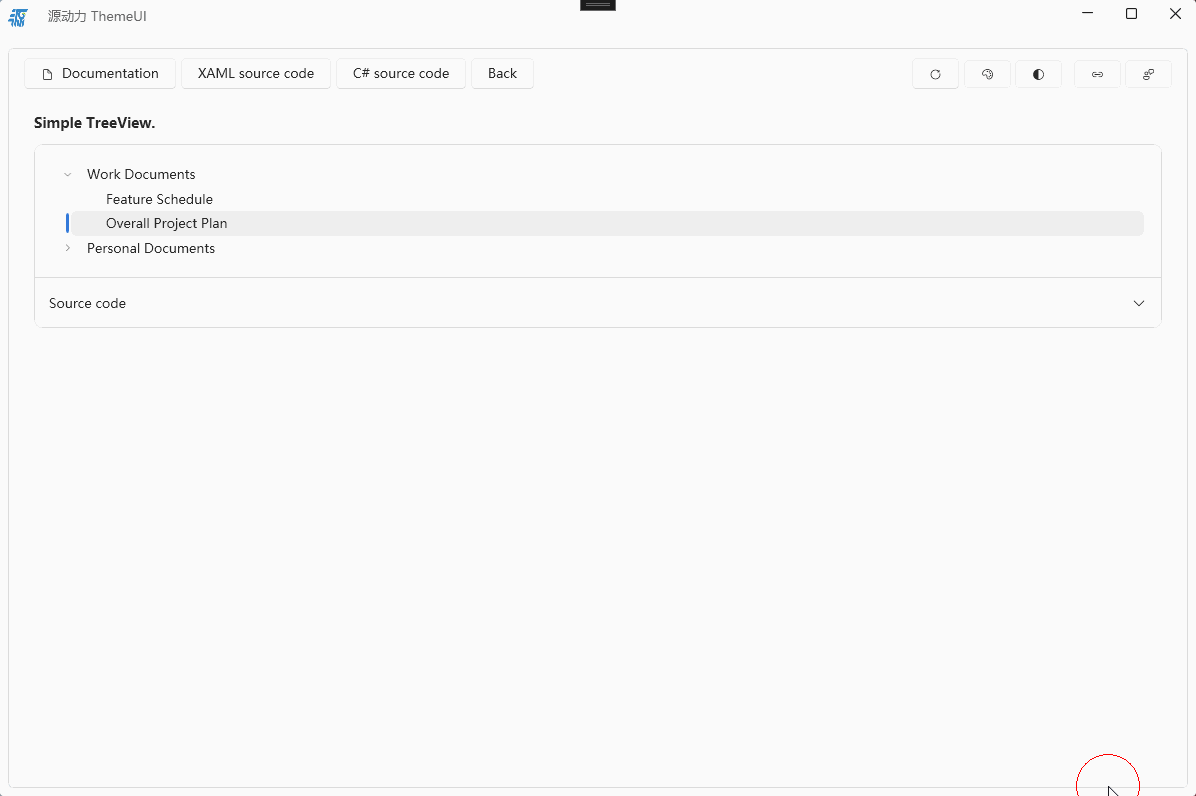 源动力 ThemeUI
Documentation XAML source code C# source code Back
Simple TreeView.
Work Documents
Feature Schedule
Overall Project Plan
Personal Documents
Source code